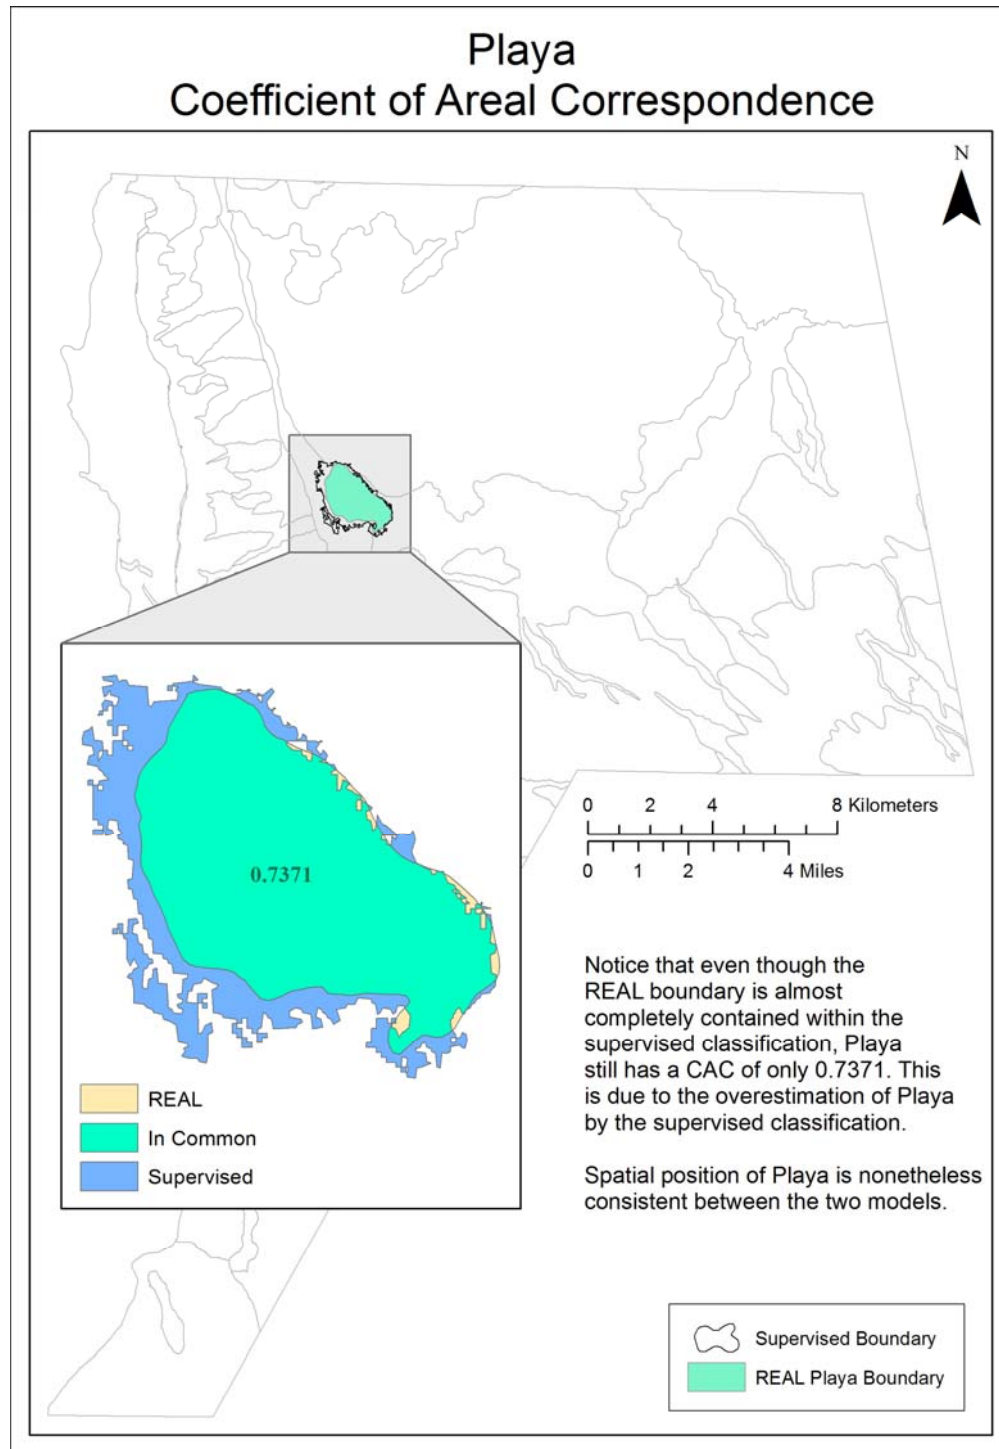 Playa
Coefficient of Areal Correspondence
N
0 2 4 8 Kilometers
0 1 2 4 Miles
0.7371
Notice that even though the
REAL boundary is almost
completely contained within the
supervised classification, Playa
still has a CAC of only 0.7371. This
is due to the overestimation of Playa
by the supervised classification.
Spatial position of Playa is nonetheless
consistent between the two models.
REAL
In Common
Supervised
Supervised Boundary
REAL Playa Boundary